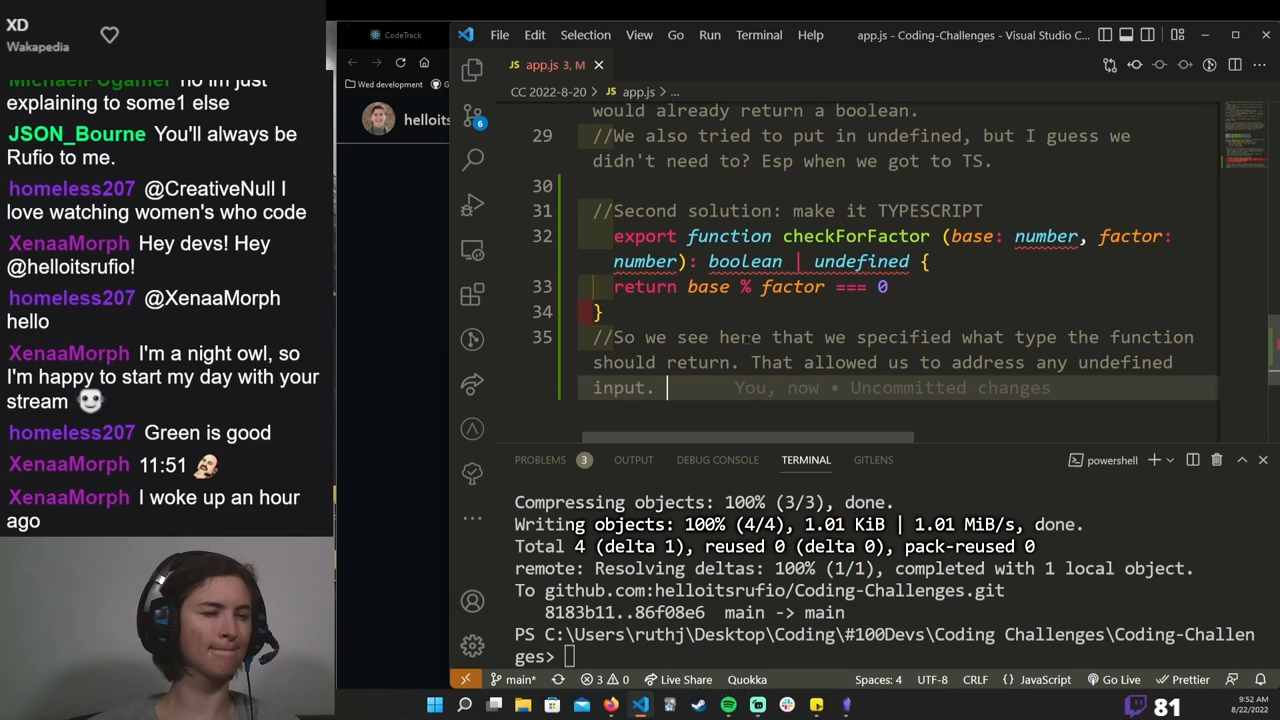 XD
Wakapedia
MichaelPogamer no im just
explaining to some1 else
JSON_Bourne You'll always be
Rufio to me.
homeless207 @CreativeNull I
love watching women's who code
XenaaMorph Hey devs! Hey
@helloitsrufio!
homeless207 @XenaaMorph
hello
XenaaMorph I'm a night owl, so
I'm happy to start my day with your
stream
homeless207 Green is good
XenaaMorph 11:51
XenaaMorph I woke up an hour
ago
CodeTrack
Wed development
helloits
File Edit Selection View Go Run Terminal Help
app.js - Coding-Challenges - Visual Studio C...
JS app.js 3, M
CC 2022-8-20 > JS app.js > ...
would already return a boolean.
29 //We also tried to put in undefined, but I guess we
didn't need to? Esp when we got to TS.
30
31 //Second solution: make it TYPESCRIPT
32 export function checkForFactor (base: number, factor:
number): boolean | undefined {
33 return base % factor === 0
34 }
35 //So we see here that we specified what type the function
should return. That allowed us to address any undefined
input. You, now • Uncommitted changes
6
PROBLEMS 3 OUTPUT DEBUG CONSOLE TERMINAL GITLENS
powershell
Compressing objects: 100% (3/3), done.
Writing objects: 100% (4/4), 1.01 KiB | 1.01 MiB/s, done.
Total 4 (delta 1), reused 0 (delta 0), pack-reused 0
remote: Resolving deltas: 100% (1/1), completed with 1 local object.
To github.com:helloitsrufio/Coding-Challenges.git
8183b11..86f08e6 main -> main
PS C:\Users\ruthj\Desktop\Coding\#100Devs\Coding Challenges\Coding-Challen
ges>
main* 3 0 Live Share Quokka Spaces: 4 UTF-8 CRLF { } JavaScript Go Live Prettier
81
9:52 AM
8/22/2022